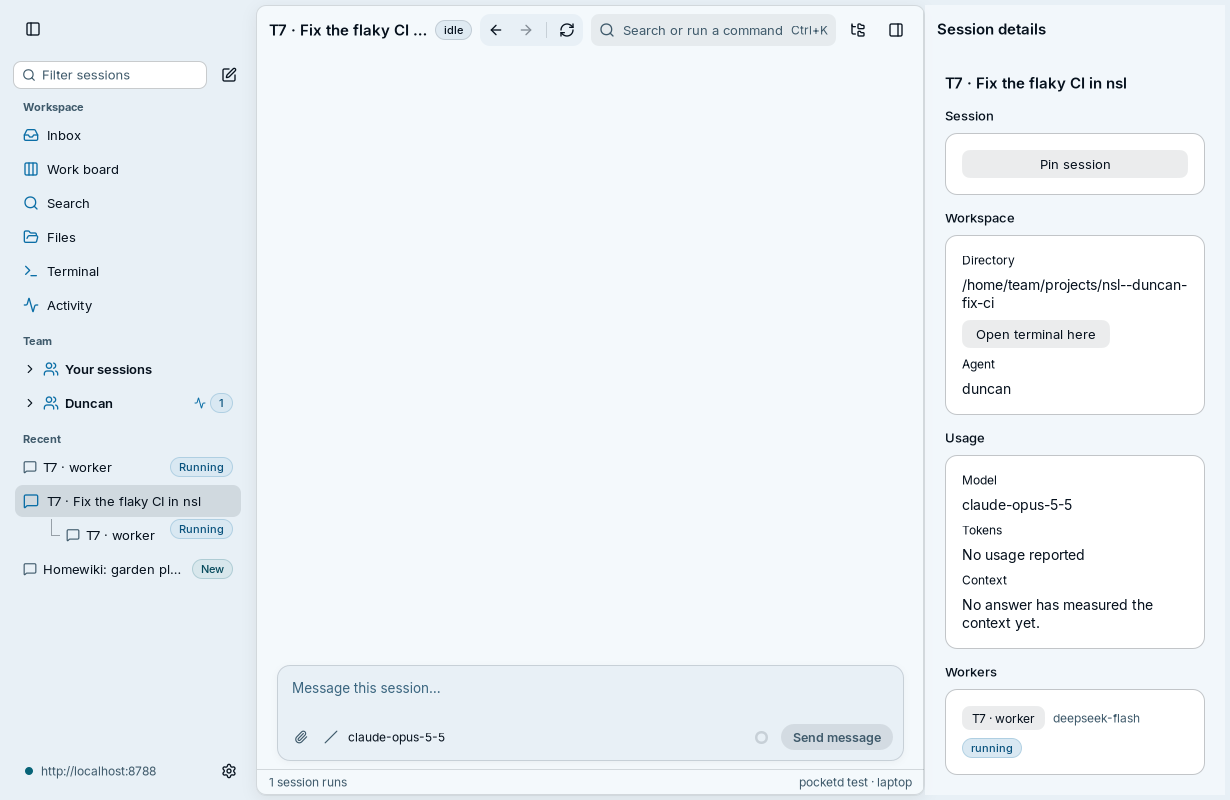 Filter sessions
Workspace
Inbox
Work board
Search
Files
Terminal
Activity
Team
Your sessions
Duncan
1
Recent
T7 · worker
Running
T7 · Fix the flaky CI in nsl
T7 · worker
Running
Homewiki: garden pl...
New
http://localhost:8788
T7 · Fix the flaky CI ...
idle
Search or run a command
Ctrl+K
Message this session...
claude-opus-5-5
Send message
1 session runs
pocketd test · laptop
Session details
T7 · Fix the flaky CI in nsl
Session
Pin session
Workspace
Directory
/home/team/projects/nsl--duncan-
fix-ci
Open terminal here
Agent
duncan
Usage
Model
claude-opus-5-5
Tokens
No usage reported
Context
No answer has measured the
context yet.
Workers
T7 · worker
deepseek-flash
running